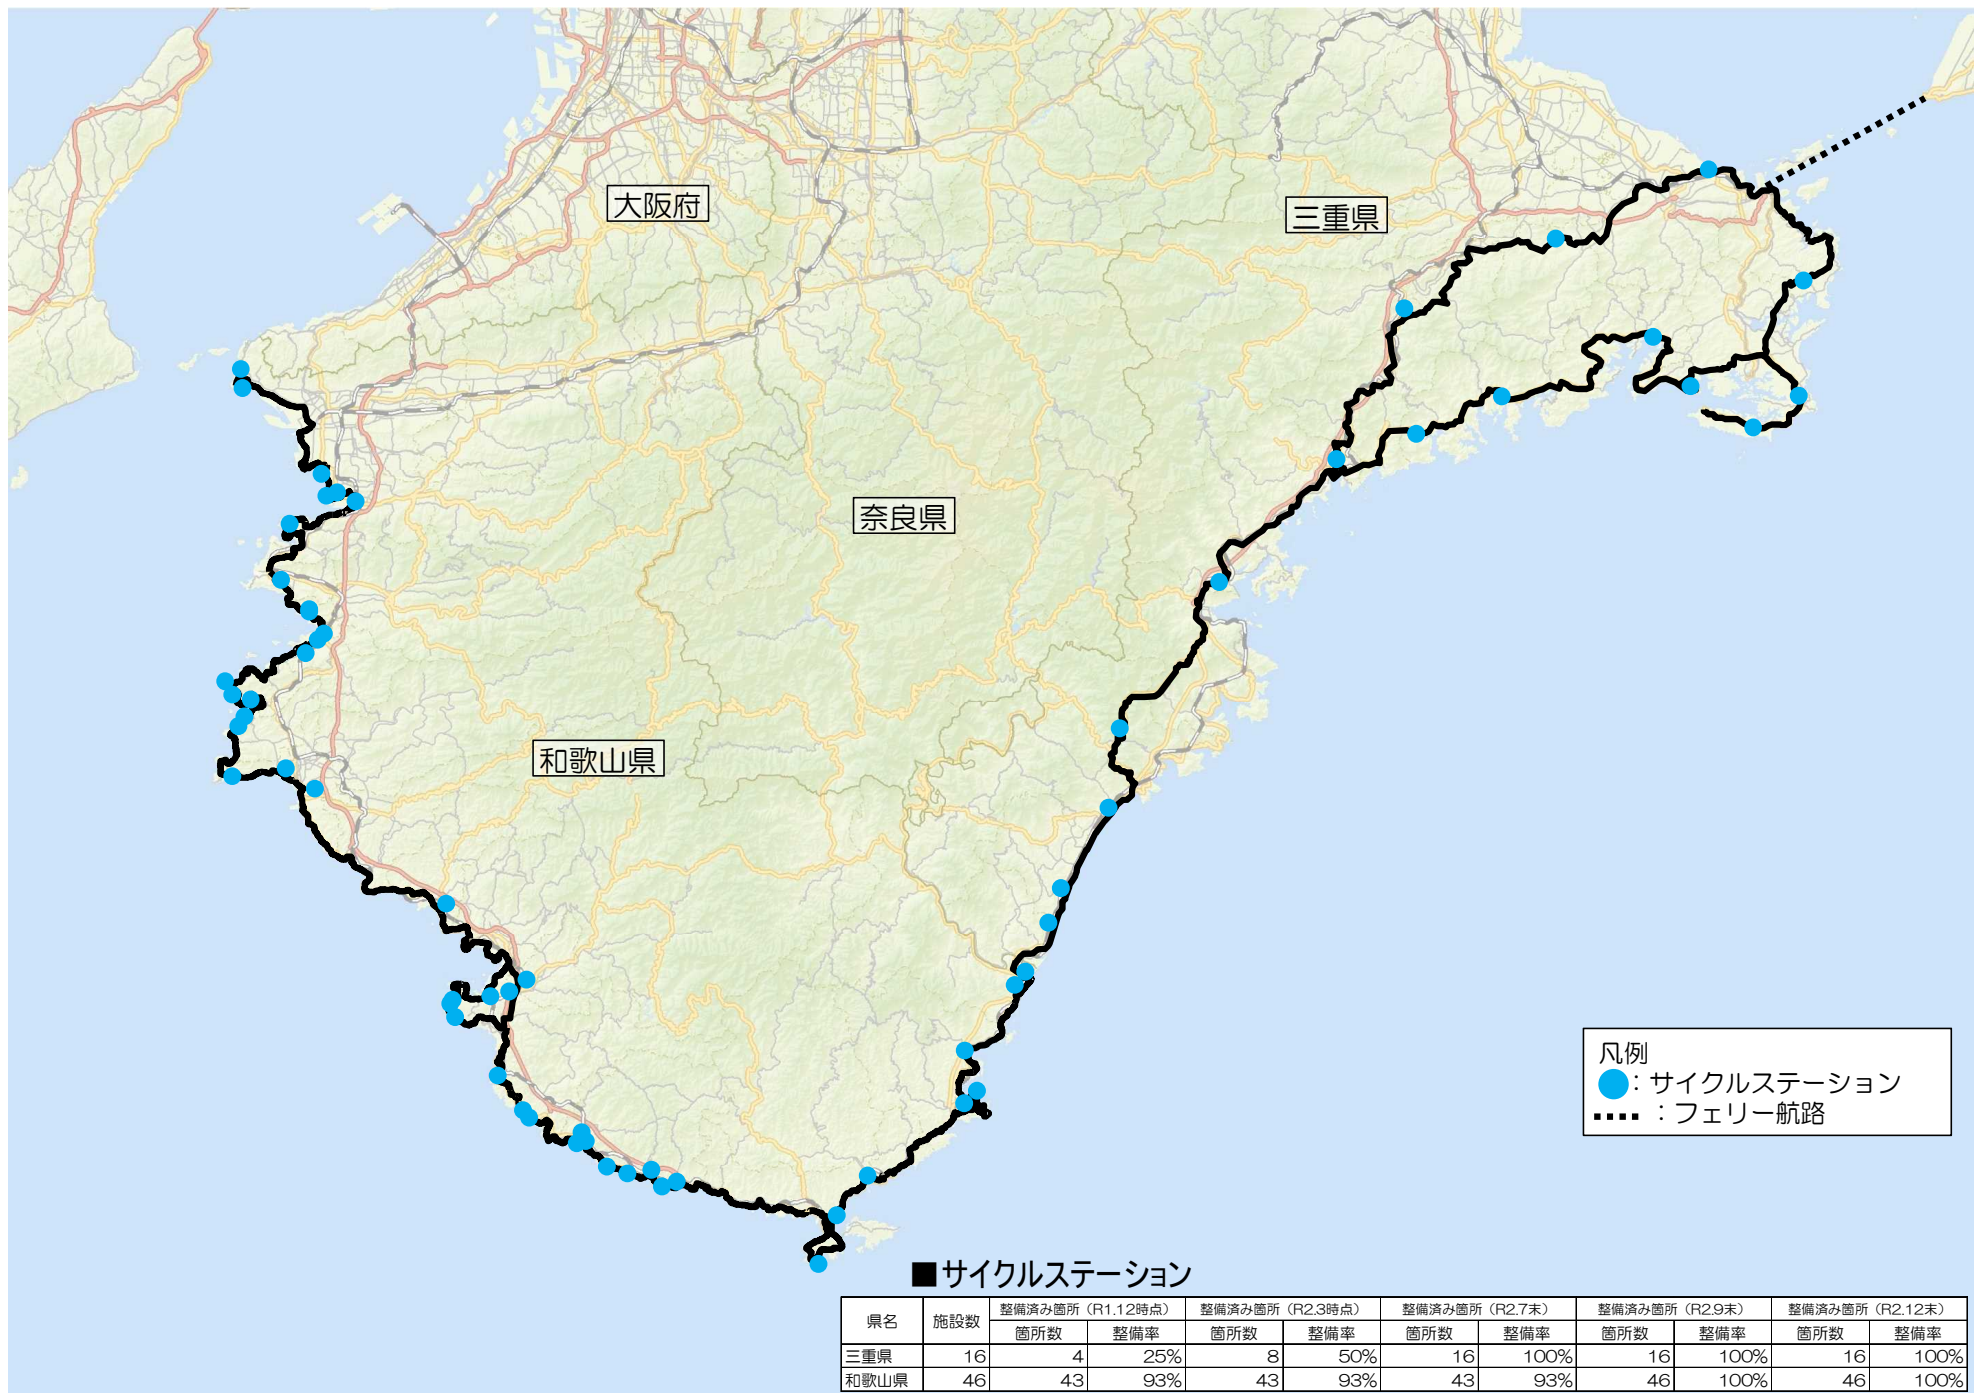 大阪府
三重県
奈良県
和歌山県
凡例
：サイクルステーション
：フェリー航路
■サイクルステーション
県名 施設数 整備済み箇所（R1.12時点） 整備済み箇所（R2.3時点） 整備済み箇所（R2.7末） 整備済み箇所（R2.9末） 整備済み箇所（R2.12末）
箇所数 整備率 箇所数 整備率 箇所数 整備率 箇所数 整備率 箇所数 整備率
三重県 16 4 25% 8 50% 16 100% 16 100% 16 100%
和歌山県 46 43 93% 43 93% 43 93% 46 100% 46 100%